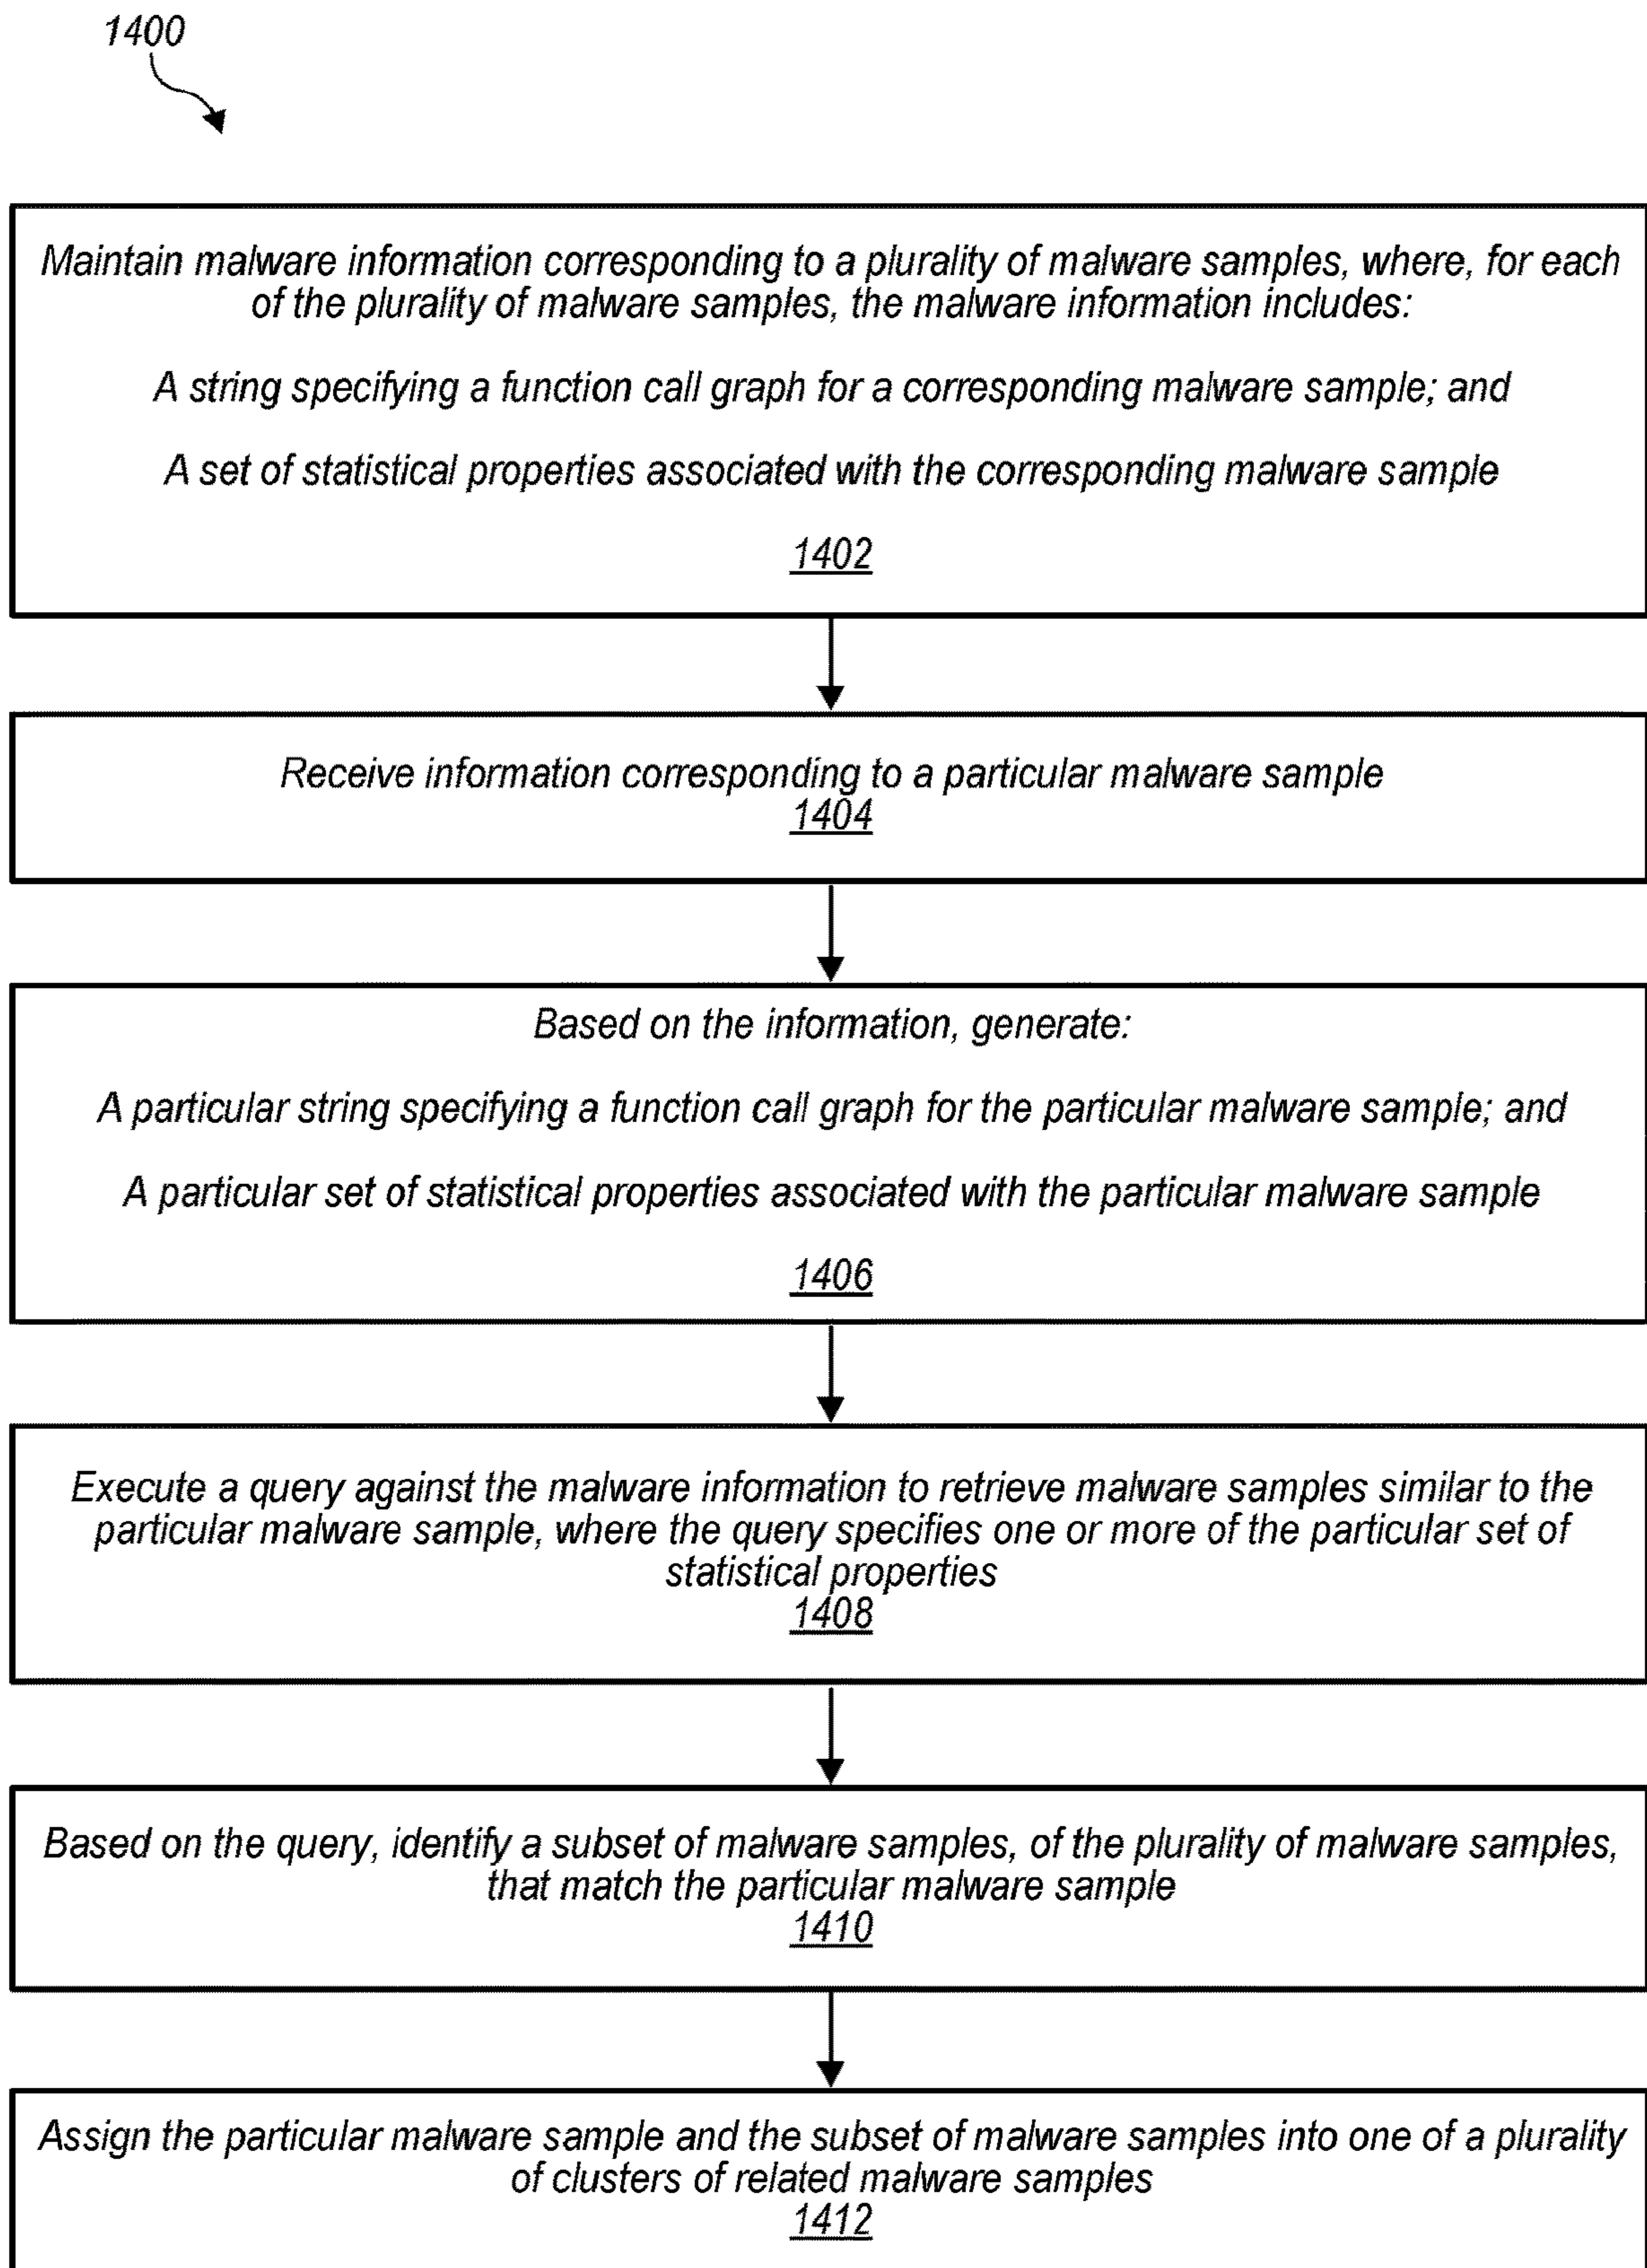 1400
Maintain malware information corresponding to a plurality of malware samples, where, for each
of the plurality of malware samples, the malware information includes:
A string specifying a function call graph for a corresponding malware sample; and
A set of statistical properties associated with the corresponding malware sample
1402
Receive information corresponding to a particular malware sample
1404
Based on the information, generate:
A particular string specifying a function call graph for the particular malware sample; and
A particular set of statistical properties associated with the particular malware sample
1406
Execute a query against the malware information to retrieve malware samples similar to the
particular malware sample, where the query specifies one or more of the particular set of
statistical properties
1408
Based on the query, identify a subset of malware samples, of the plurality of malware samples,
that match the particular malware sample
1410
Assign the particular malware sample and the subset of malware samples into one of a plurality
of clusters of related malware samples
1412